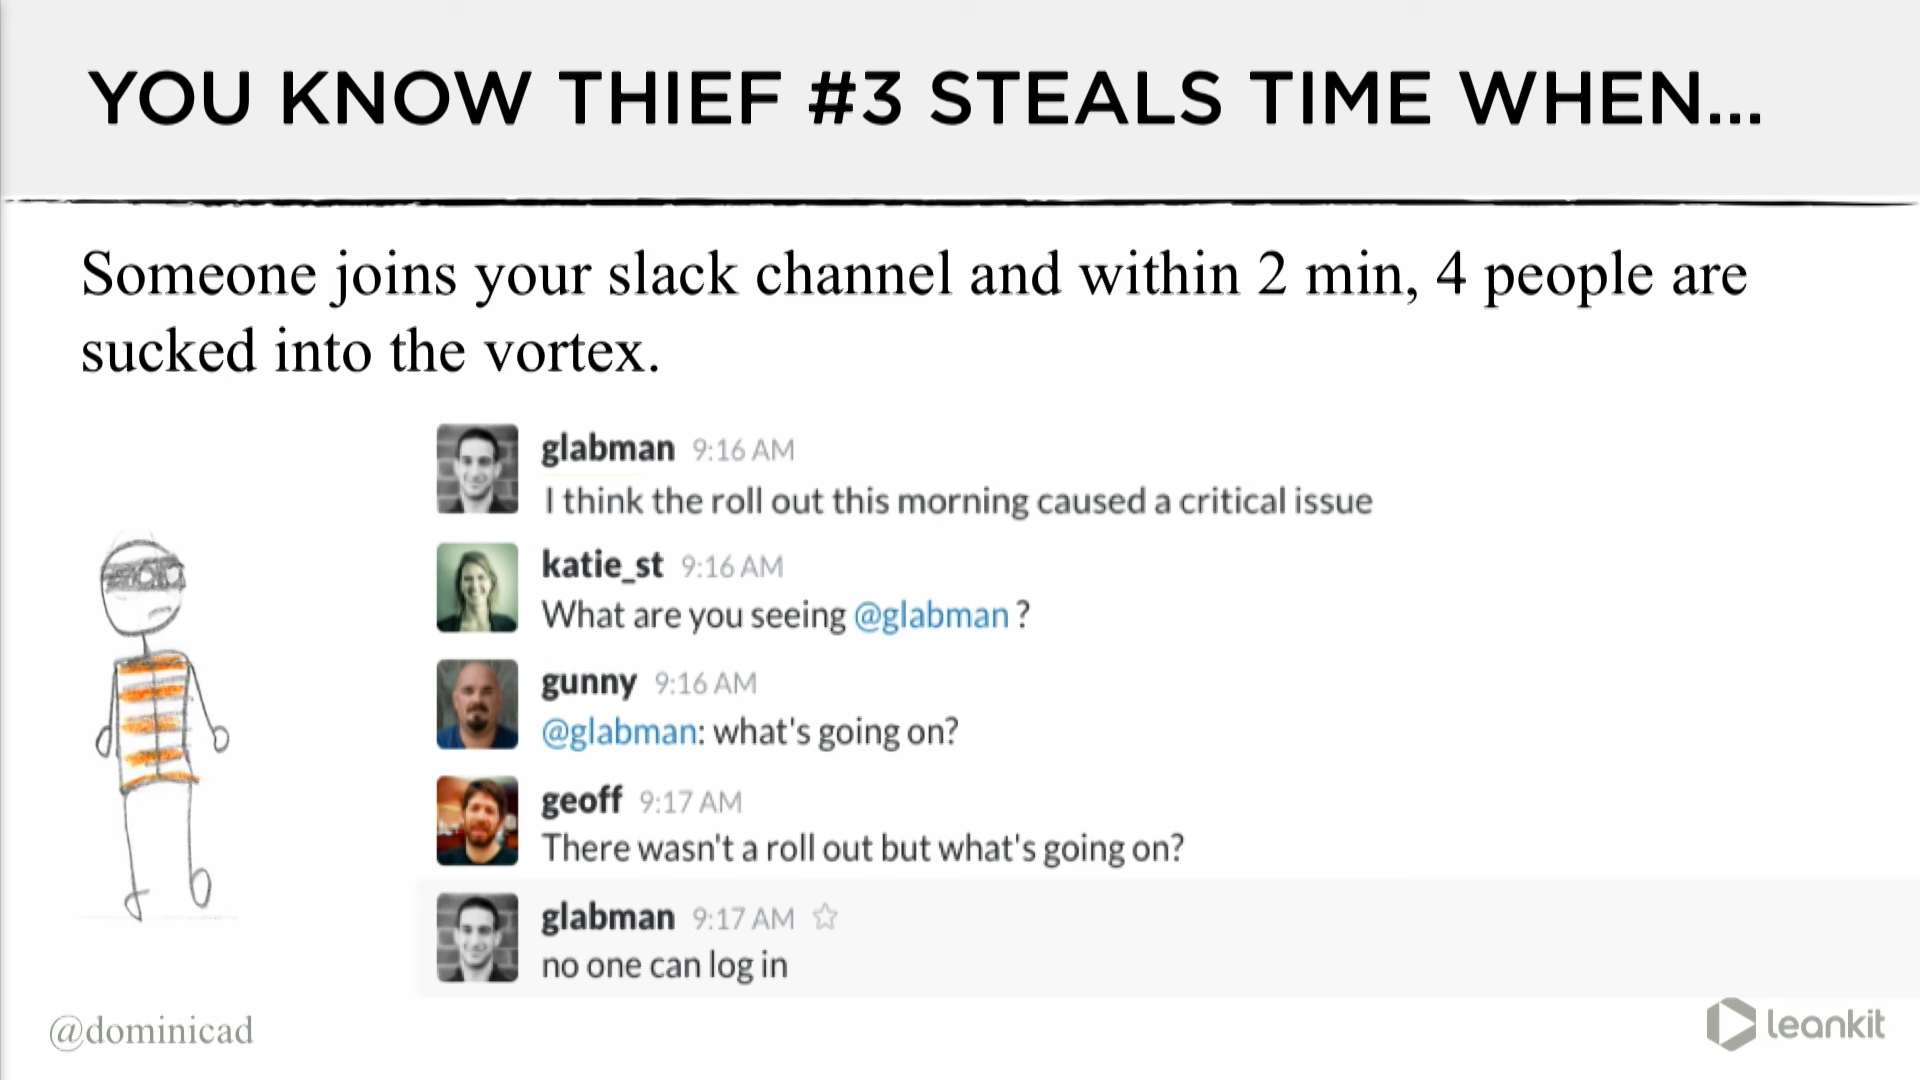 YOU KNOW THIEF #3 STEALS TIME WHEN...
Someone joins your slack channel and within 2 min, 4 people are
sucked into the vortex.
glabman 9:16 AM
I think the roll out this morning caused a critical issue
katie_st 9:16 AM
What are you seeing @glabman ?
gunny 9:16 AM
@glabman: what's going on?
geoff 9:17 AM
There wasn't a roll out but what's going on?
glabman 9:17 AM
no one can log in
@dominicad
leankit